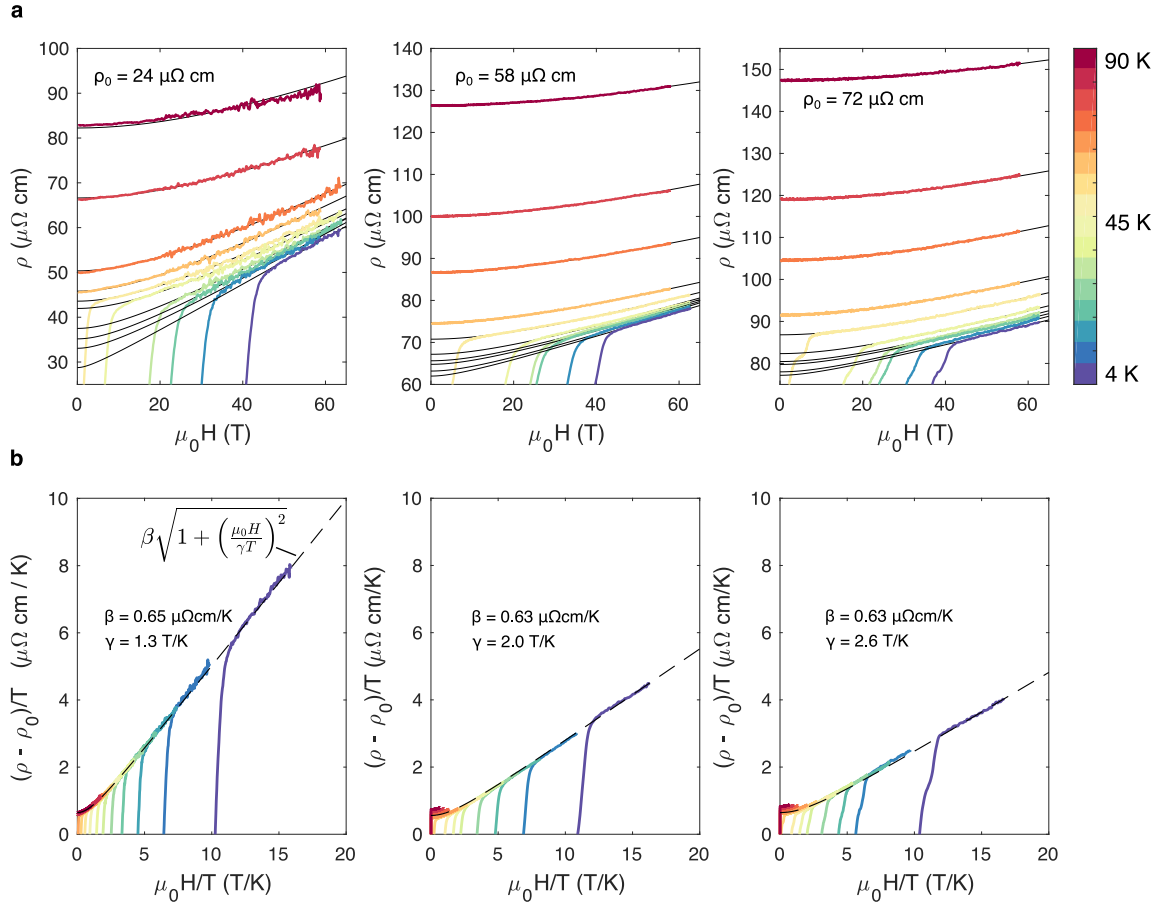 a
ρ₀ = 24 μΩ cm
100
90
80
70
60
50
40
30
ρ (μΩ cm)
0
20
40
60
μ₀H (T)
ρ₀ = 58 μΩ cm
140
130
120
110
100
90
80
70
60
ρ (μΩ cm)
0
20
40
60
μ₀H (T)
ρ₀ = 72 μΩ cm
150
140
130
120
110
100
90
80
ρ (μΩ cm)
0
20
40
60
μ₀H (T)
90 K
45 K
4 K
b
β√1 + (μ₀H/γT)²
β = 0.65 μΩcm/K
γ = 1.3 T/K
10
8
6
4
2
0
(ρ - ρ₀)/T (μΩ cm / K)
0
5
10
15
20
μ₀H/T (T/K)
β = 0.63 μΩcm/K
γ = 2.0 T/K
10
8
6
4
2
0
(ρ - ρ₀)/T (μΩ cm/K)
0
5
10
15
20
μ₀H/T (T/K)
β = 0.63 μΩcm/K
γ = 2.6 T/K
10
8
6
4
2
0
(ρ - ρ₀)/T (μΩ cm/K)
0
5
10
15
20
μ₀H/T (T/K)